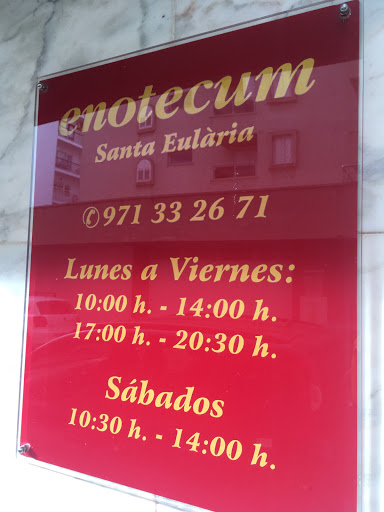 enotecum
Santa Eulària
✆971 33 26 71
Lunes a Viernes:
10:00 h. - 14:00 h.
17:00 h. - 20:30 h.
Sábados
10:30 h. - 14:00 h.